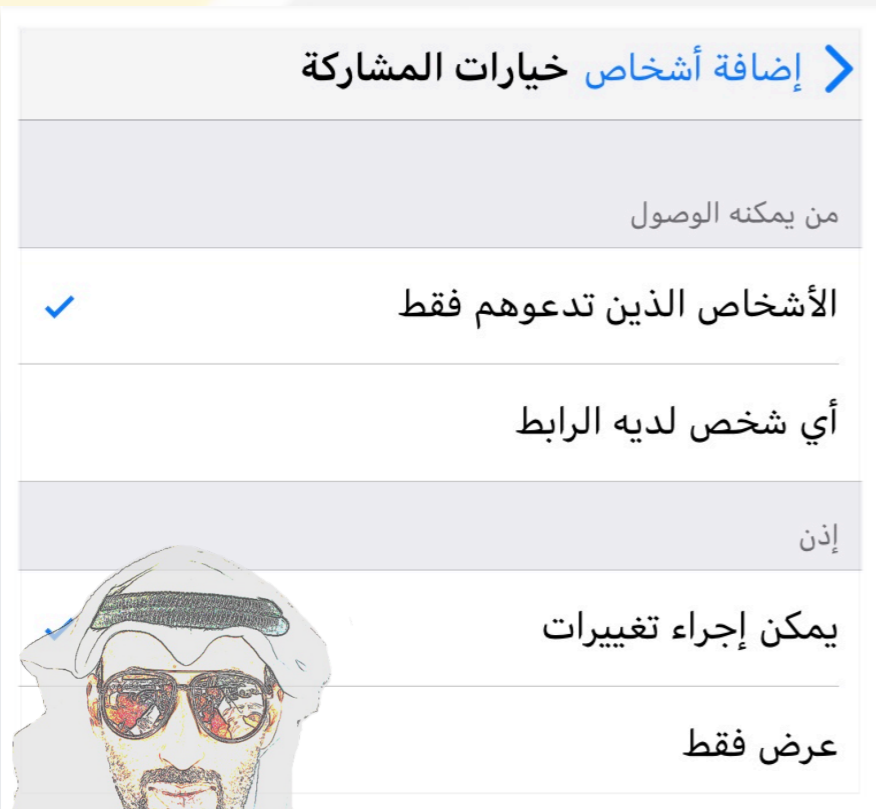 إضافة أشخاص خيارات المشاركة
من يمكنه الوصول
الأشخاص الذين تدعوهم فقط
أي شخص لديه الرابط
إذن
يمكن إجراء تغييرات
عرض فقط